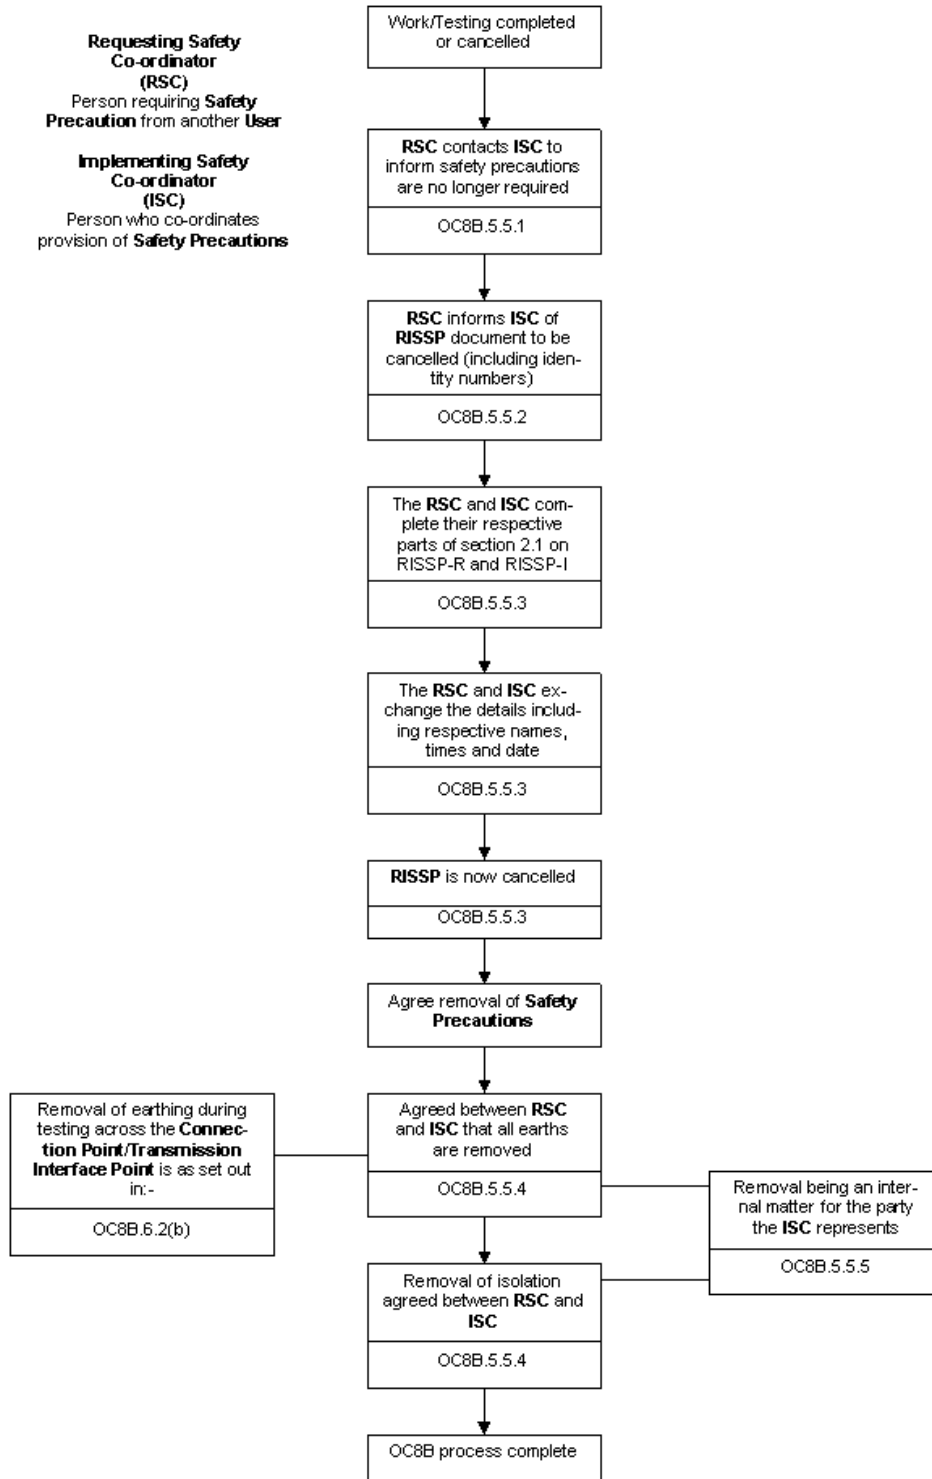 Requesting Safety
Co-ordinator
(RSC)
Person requiring Safety
Precaution from another User
Implementing Safety
Co-ordinator
(ISC)
Person who co-ordinates
provision of Safety Precautions
Work/Testing completed
or cancelled
RSC contacts ISC to
inform safety precautions
are no longer required
OC8B.5.5.1
RSC informs ISC of
RISSP document to be
cancelled (including iden-
tity numbers)
OC8B.5.5.2
The RSC and ISC com-
plete their respective
parts of section 2.1 on
RISSP-R and RISSP-I
OC8B.5.5.3
The RSC and ISC ex-
change the details includ-
ing respective names,
times and date
OC8B.5.5.3
RISSP is now cancelled
OC8B.5.5.3
Agree removal of Safety
Precautions
Removal of earthing during
testing across the Connec-
tion Point/Transmission
Interface Point is as set out
in:-
OC8B.6.2(b)
Agreed between RSC
and ISC that all earths
are removed
OC8B.5.5.4
Removal being an inter-
nal matter for the party
the ISC represents
OC8B.5.5.5
Removal of isolation
agreed between RSC and
ISC
OC8B.5.5.4
OC8B process complete